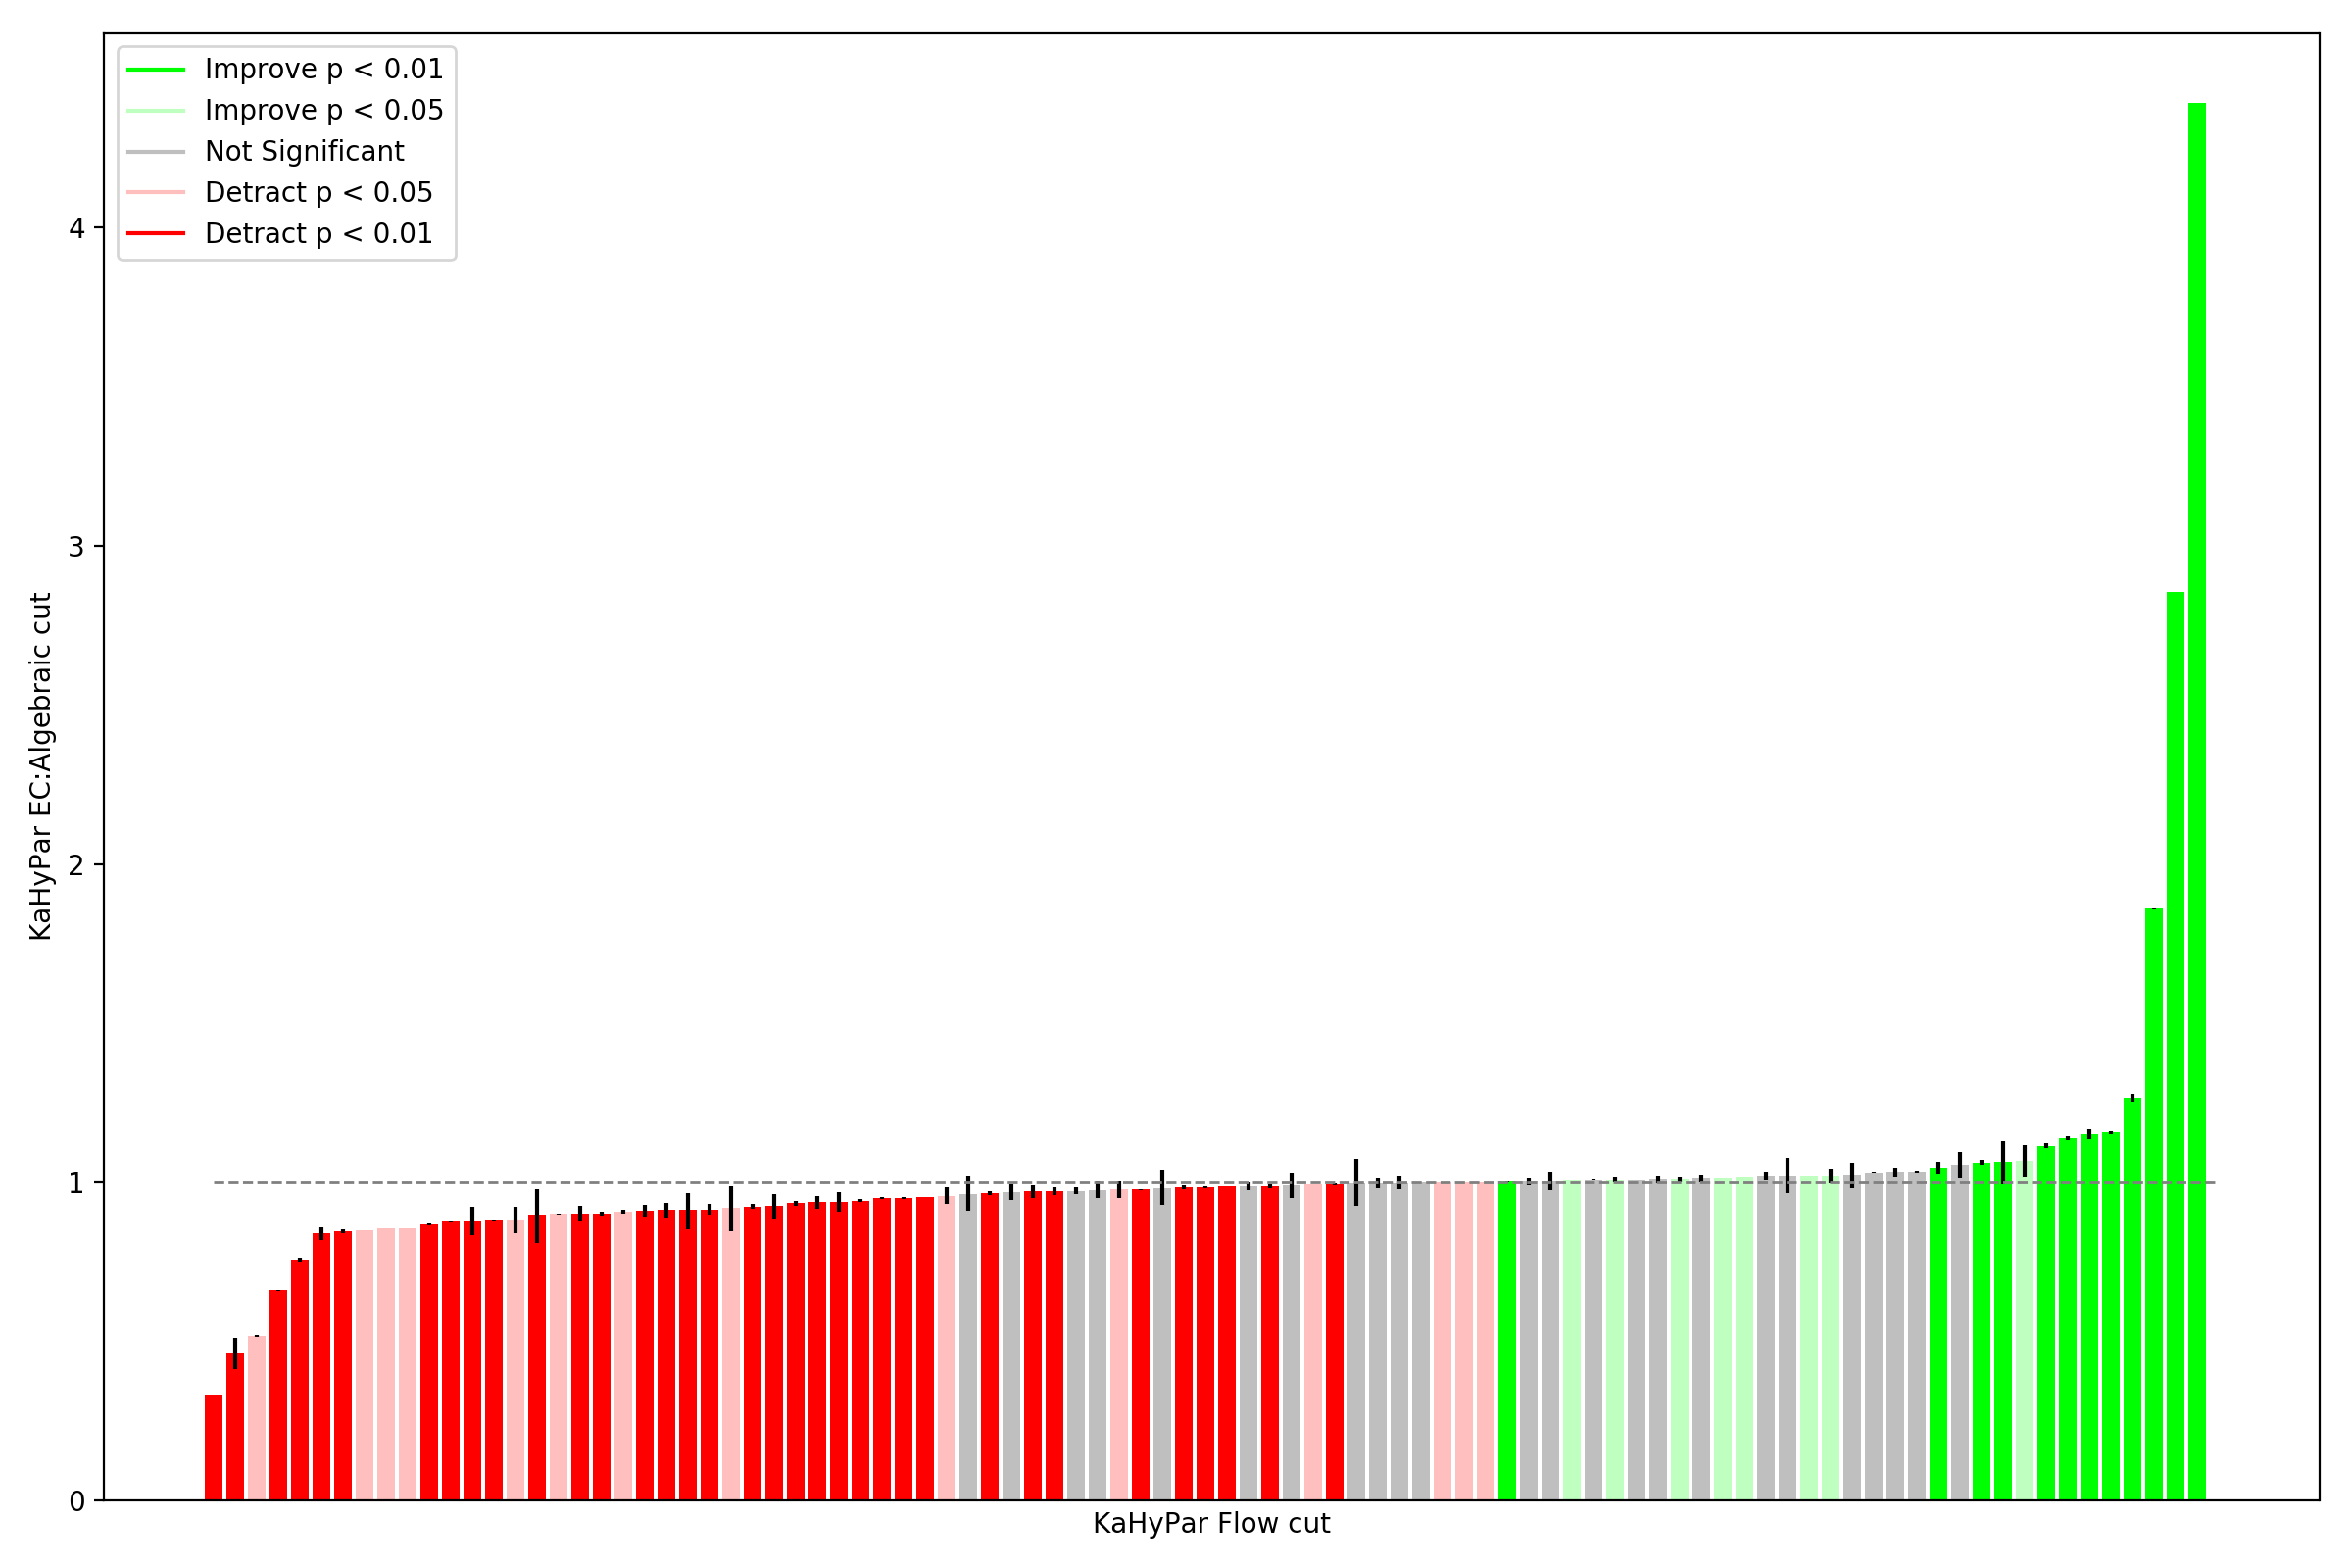 Improve p < 0.01
Improve p < 0.05
Not Significant
Detract p < 0.05
Detract p < 0.01
4
3
2
1
0
KaHyPar EC:Algebraic cut
KaHyPar Flow cut